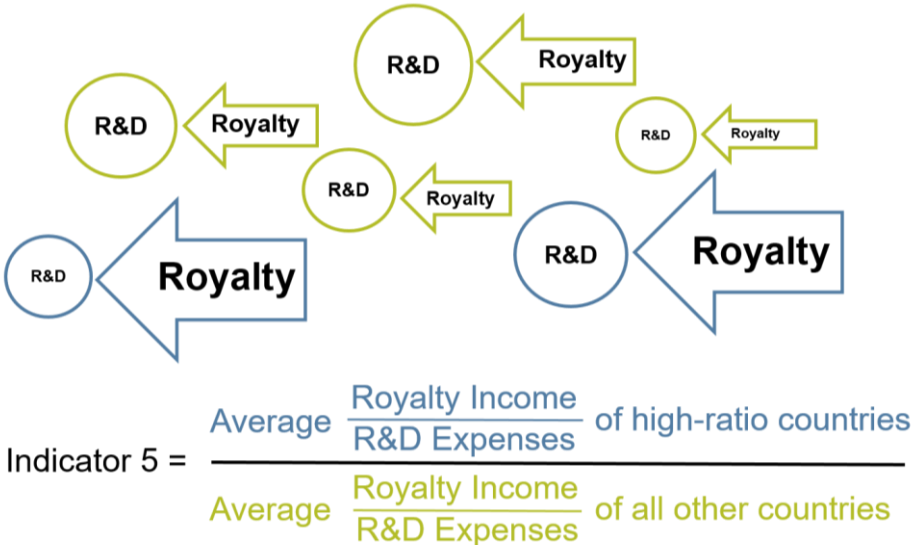 R&D
Royalty
R&D
Royalty
R&D
Royalty
R&D
Royalty
R&D
Royalty
R&D
Royalty
Indicator 5 =
Average Royalty Income
R&D Expenses of high-ratio countries
Average Royalty Income
R&D Expenses of all other countries